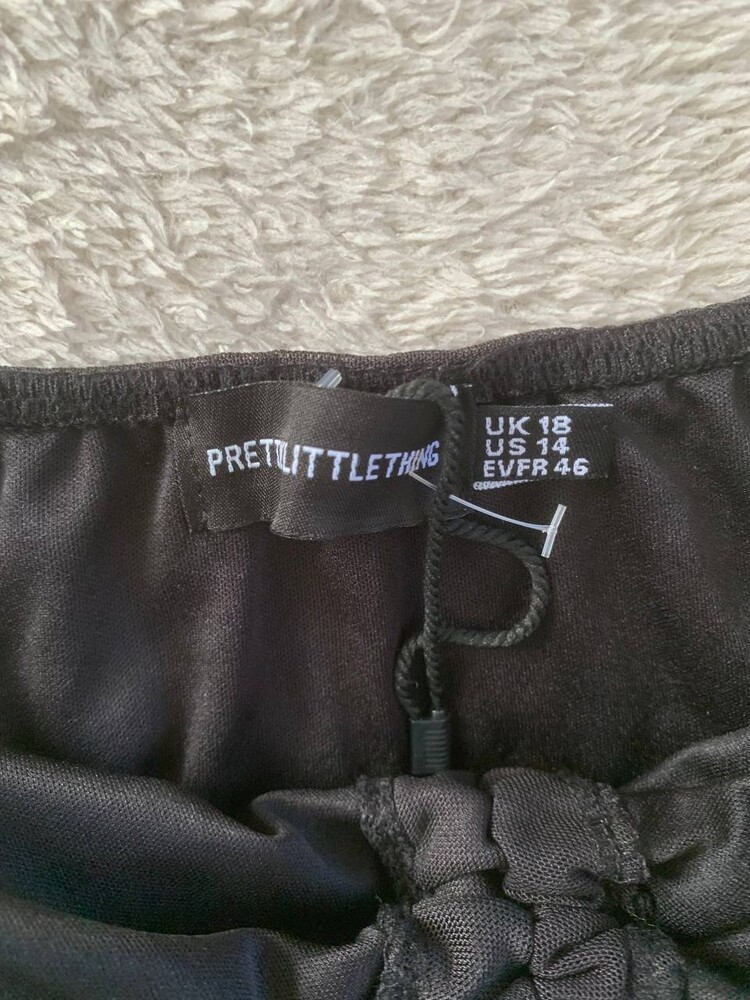 PRETTYLITTLETHING
UK 18
US 14
EVFR 46